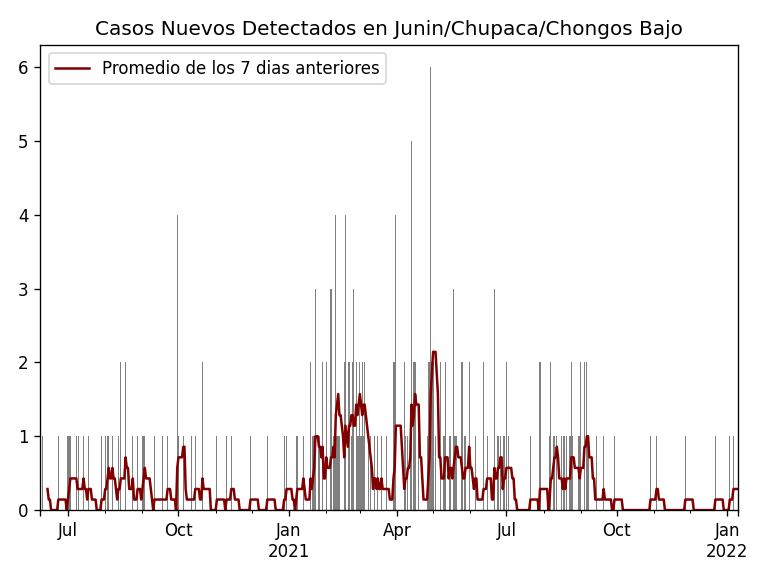 Casos Nuevos Detectados en Junin/Chupaca/Chongos Bajo
Promedio de los 7 dias anteriores
6
5
4
3
2
1
0
Jul Oct Jan Apr Jul Oct Jan
2021 2022